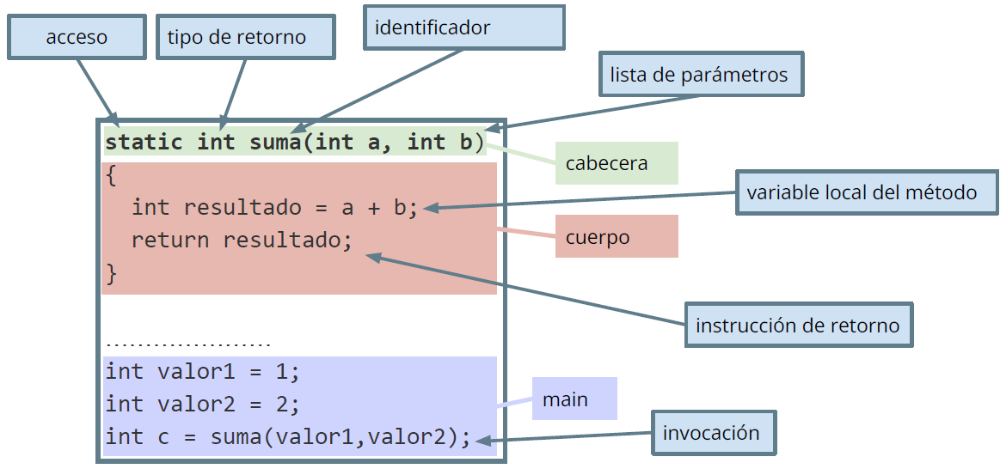 acceso
tipo de retorno
identificador
lista de parámetros
static int suma(int a, int b)
cabecera
{
variable local del método
int resultado = a + b;
cuerpo
return resultado;
}
instrucción de retorno
.....................
int valor1 = 1;
main
int valor2 = 2;
int c = suma(valor1,valor2);
invocación